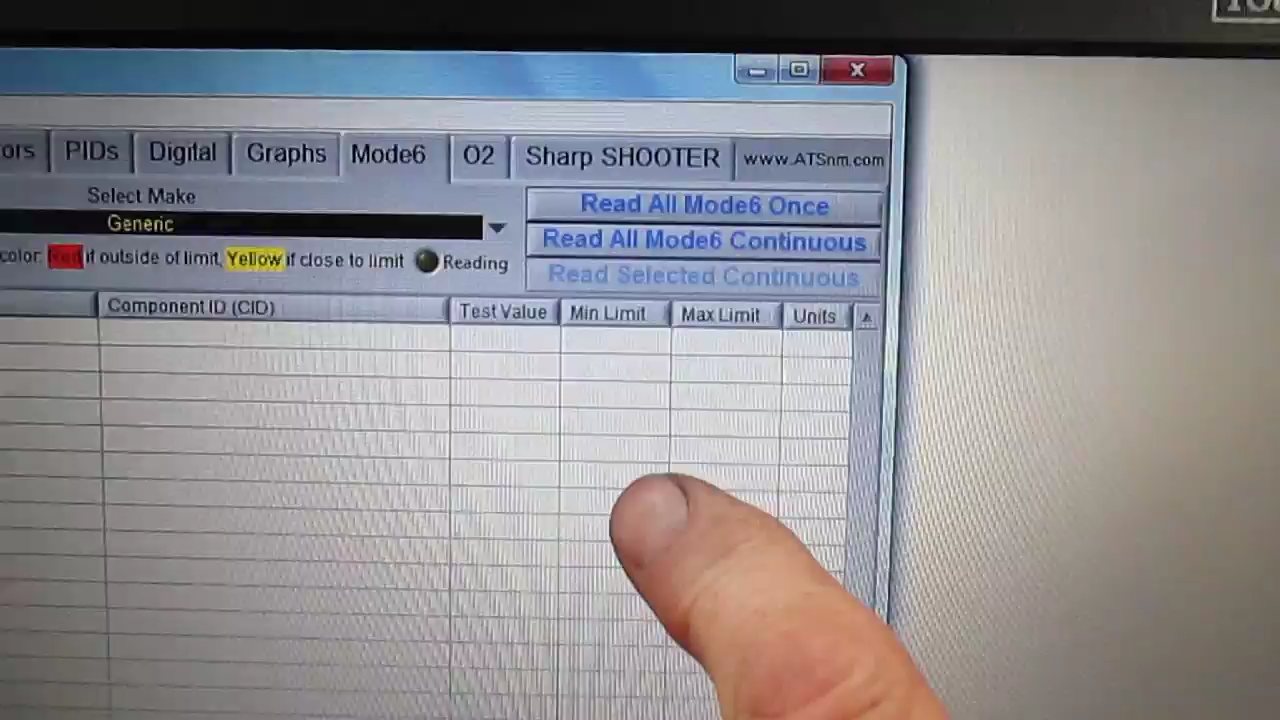 ors PIDs Digital Graphs Mode6 O2 Sharp SHOOTER www.ATSnm.com
Select Make
Generic
Read All Mode6 Once
Read All Mode6 Continuous
Read Selected Continuous
color: Red if outside of limit, Yellow if close to limit Reading
Component ID (CID) Test Value Min Limit Max Limit Units